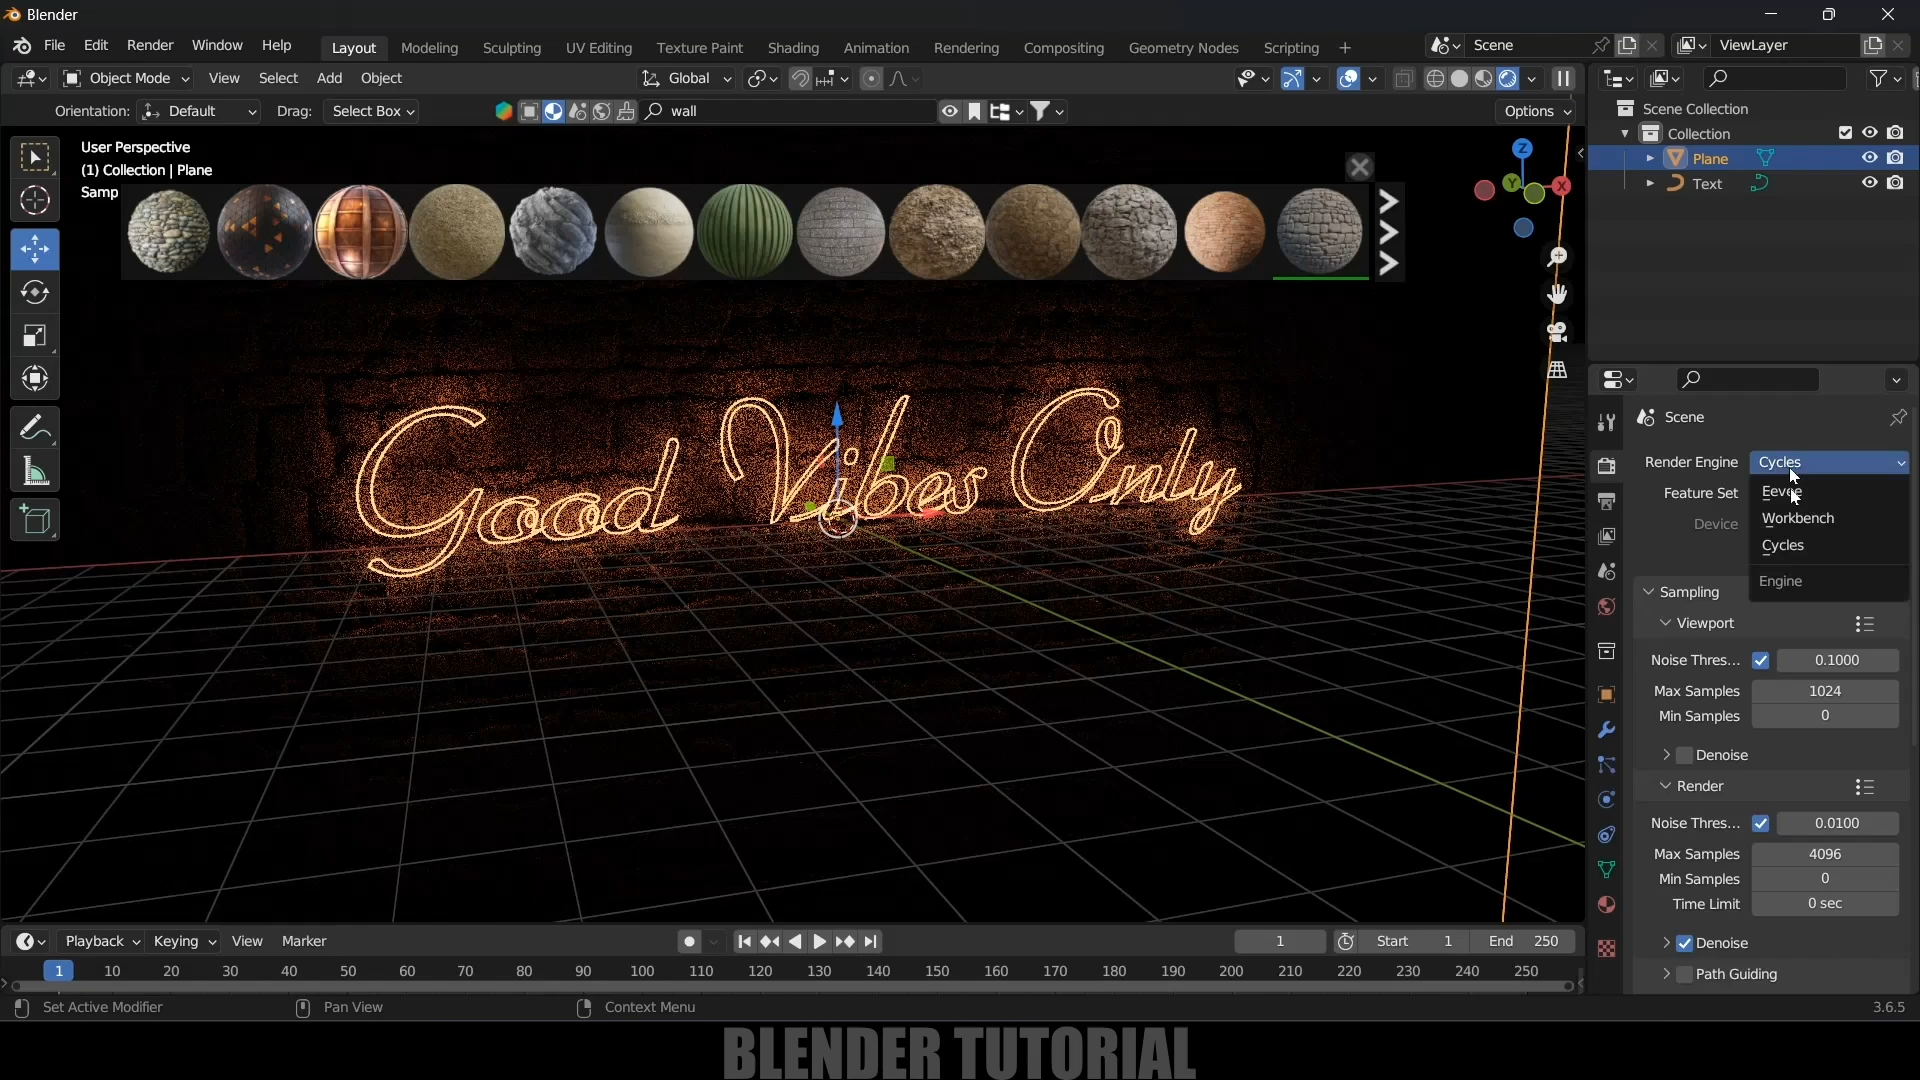 Blender
File Edit Render Window Help Layout Modeling Sculpting UV Editing Texture Paint Shading Animation Rendering Compositing Geometry Nodes Scripting + Scene ViewLayer
Object Mode View Select Add Object Global
Orientation: Default Drag: Select Box wall Options
Scene Collection
Collection
Plane
Text
User Perspective
(1) Collection | Plane
Samp
Z
Y
X
Good Vibes Only
Scene
Render Engine Cycles
Feature Set Eevee
Workbench
Device
Cycles
Engine
Sampling
Viewport
Noise Thres... 0.1000
Max Samples 1024
Min Samples 0
Denoise
Render
Noise Thres... 0.0100
Max Samples 4096
Min Samples 0
Time Limit 0 sec
Denoise
Path Guiding
Playback Keying View Marker 1 Start 1 End 250
1 10 20 30 40 50 60 70 80 90 100 110 120 130 140 150 160 170 180 190 200 210 220 230 240 250
Set Active Modifier Pan View Context Menu 3.6.5
BLENDER TUTORIAL